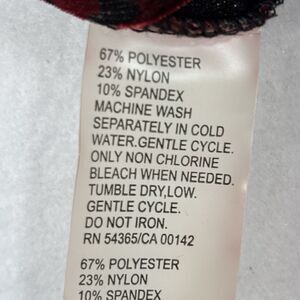 67% POLYESTER
23% NYLON
10% SPANDEX
MACHINE WASH
SEPARATELY IN COLD
WATER.GENTLE CYCLE.
ONLY NON CHLORINE
BLEACH WHEN NEEDED.
TUMBLE DRY,LOW.
GENTLE CYCLE.
DO NOT IRON.
RN 54365/CA 00142
67% POLYESTER
23% NYLON
10% SPANDEX